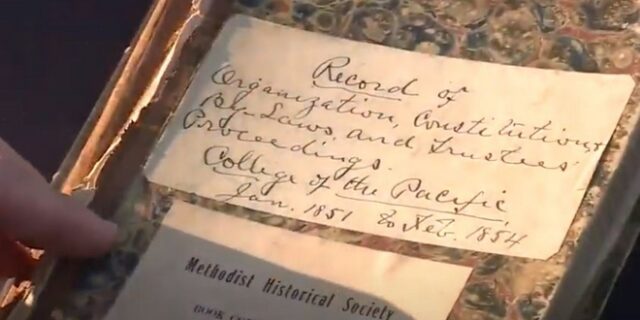 Record of
Organization, Constitution,
By-Laws, and Trustees'
Proceedings.
College of the Pacific
Jan. 1851 to Feb. 1854
Methodist Historical Society
BOOK